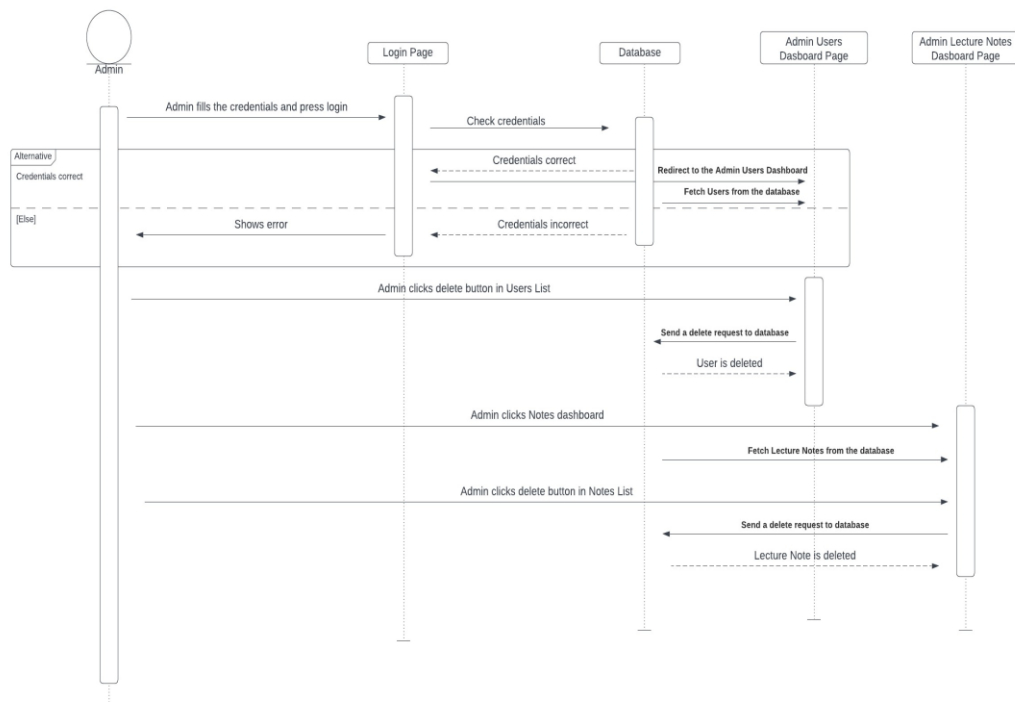 Admin
Login Page
Database
Admin Users
Dasboard Page
Admin Lecture Notes
Dasboard Page
Admin fills the credentials and press login
Check credentials
Alternative
Credentials correct
Credentials correct
Redirect to the Admin Users Dashboard
Fetch Users from the database
[Else]
Shows error
Credentials incorrect
Admin clicks delete button in Users List
Send a delete request to database
User is deleted
Admin clicks Notes dashboard
Fetch Lecture Notes from the database
Admin clicks delete button in Notes List
Send a delete request to database
Lecture Note is deleted